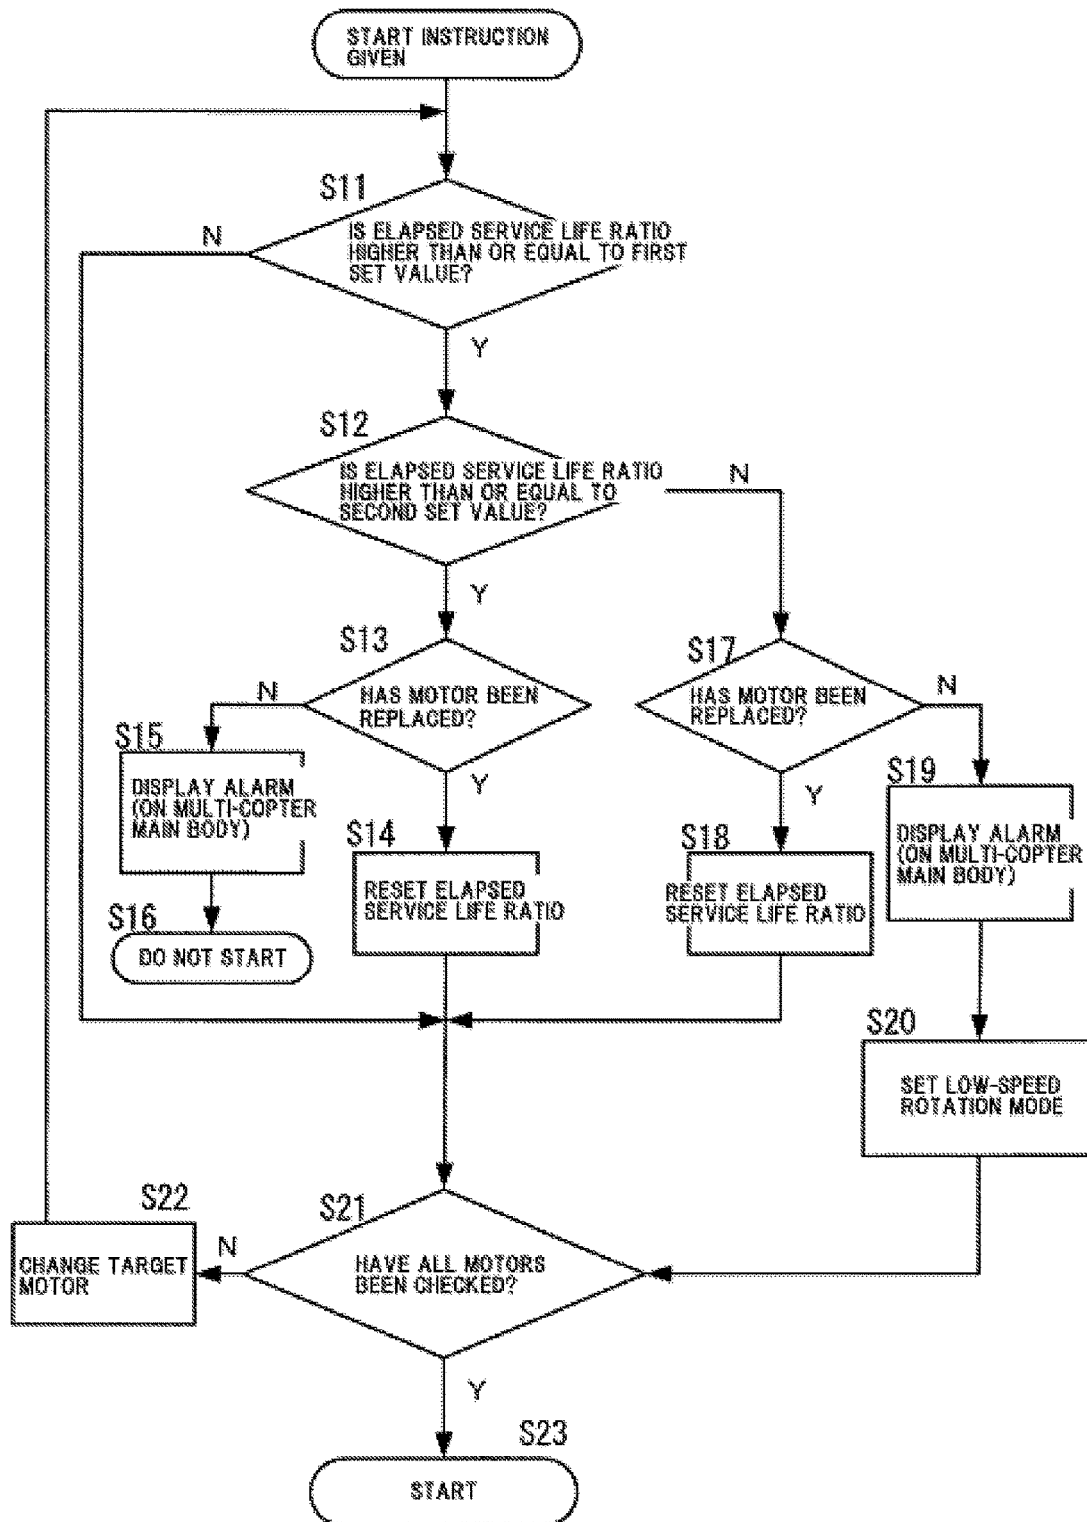 START INSTRUCTION
GIVEN
S11
N
IS ELAPSED SERVICE LIFE RATIO
HIGHER THAN OR EQUAL TO FIRST
SET VALUE?
Y
S12
IS ELAPSED SERVICE LIFE RATIO
HIGHER THAN OR EQUAL TO
SECOND SET VALUE?
N
Y
S13
N
HAS MOTOR BEEN
REPLACED?
Y
S17
HAS MOTOR BEEN
REPLACED?
N
Y
S15
DISPLAY ALARM
(ON MULTI-COPTER
MAIN BODY)
S14
RESET ELAPSED
SERVICE LIFE RATIO
S18
RESET ELAPSED
SERVICE LIFE RATIO
S19
DISPLAY ALARM
(ON MULTI-COPTER
MAIN BODY)
S16
DO NOT START
S20
SET LOW-SPEED
ROTATION MODE
S22
CHANGE TARGET
MOTOR
N
S21
HAVE ALL MOTORS
BEEN CHECKED?
Y
S23
START